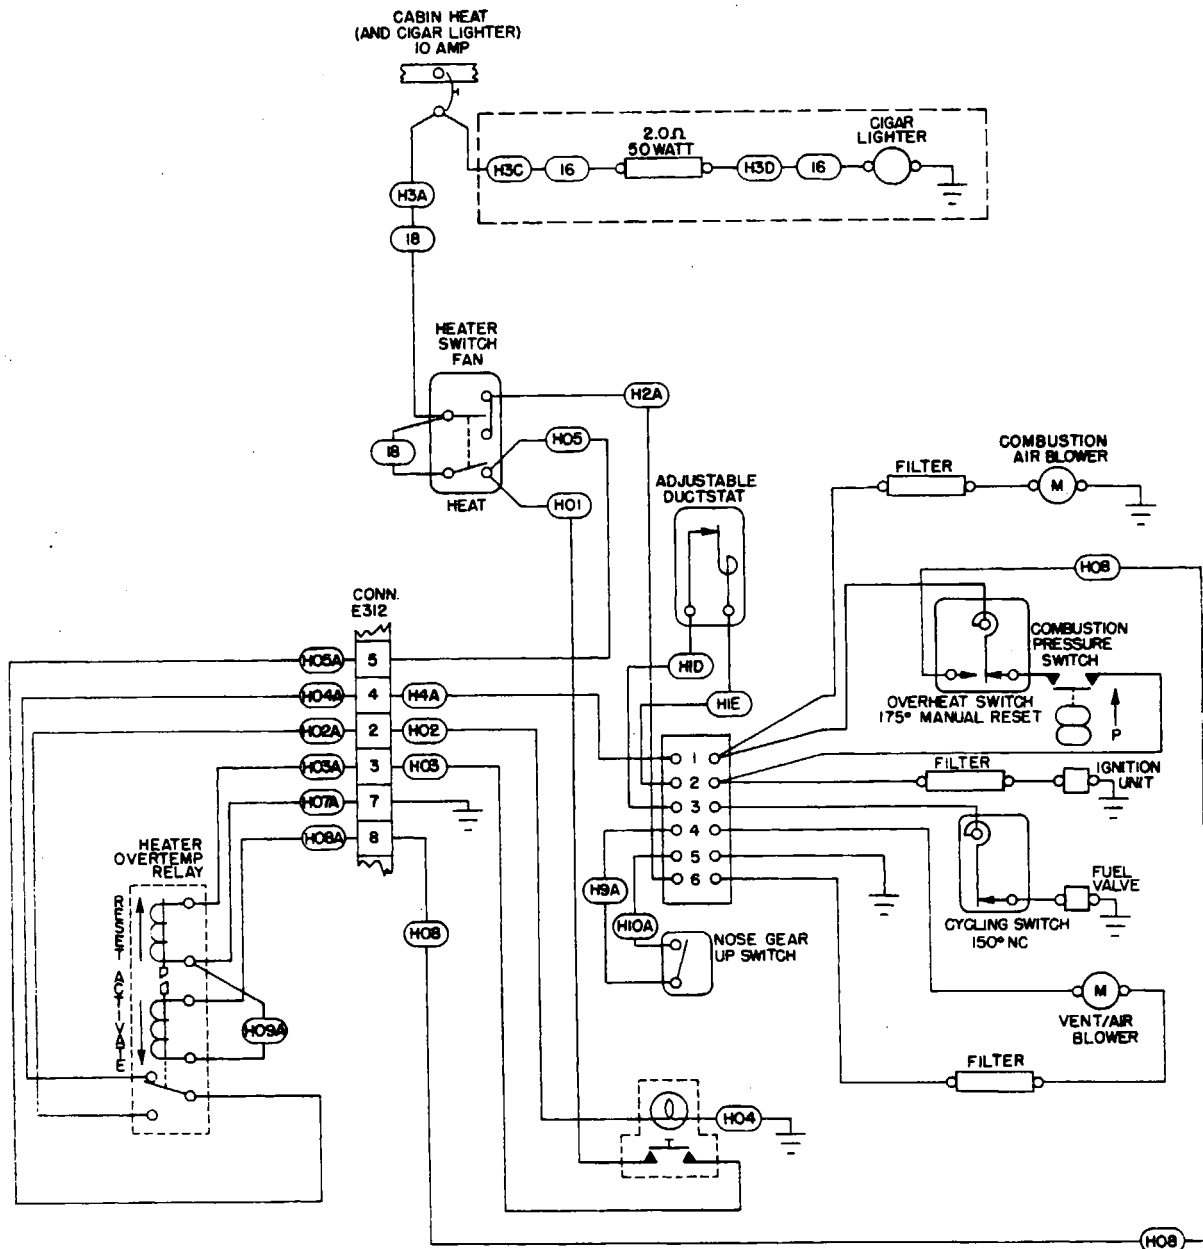 CABIN HEAT
(AND CIGAR LIGHTER)
10 AMP
2.0Ω
50 WATT
CIGAR
LIGHTER
H3C
16
H3D
16
H3A
18
HEATER
SWITCH
FAN
H2A
18
H05
HEAT
H01
ADJUSTABLE
DUCTSTAT
COMBUSTION
AIR BLOWER
FILTER
M
H08
CONN.
E312
COMBUSTION
PRESSURE
SWITCH
H05A
5
H1D
H04A
4
H4A
H1E
OVERHEAT SWITCH
175° MANUAL RESET
P
H02A
2
H02
H03A
3
H03
1
FILTER
IGNITION
UNIT
2
H07A
7
3
H08A
8
4
HEATER
OVERTEMP
RELAY
5
6
H9A
FUEL
VALVE
H10A
CYCLING SWITCH
150° NC
RESET
ACTIVATE
H08
NOSE GEAR
UP SWITCH
M
H09A
VENT/AIR
BLOWER
FILTER
H04
H08